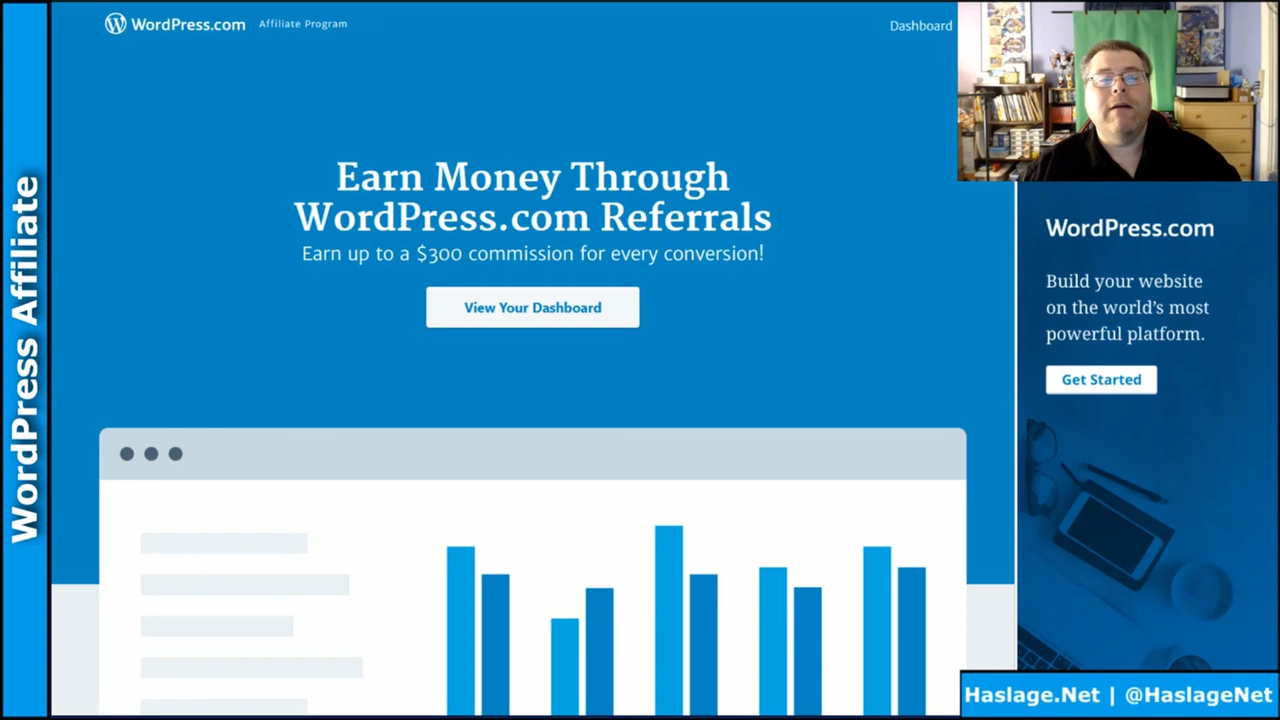 WordPress Affiliate
WordPress.com
Affiliate Program
Dashboard
Earn Money Through
WordPress.com Referrals
Earn up to a $300 commission for every conversion!
View Your Dashboard
WordPress.com
Build your website
on the world’s most
powerful platform.
Get Started
Haslage.Net | @HaslageNet